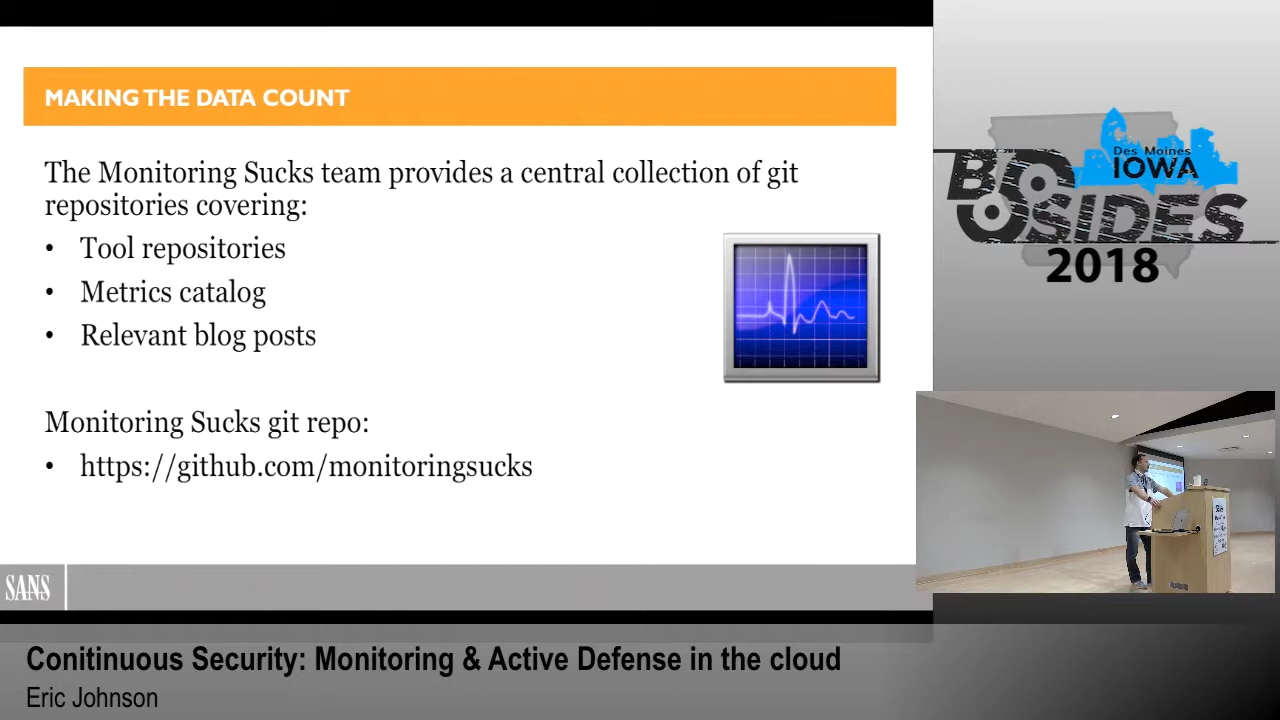 MAKING THE DATA COUNT
The Monitoring Sucks team provides a central collection of git
repositories covering:
• Tool repositories
• Metrics catalog
• Relevant blog posts
Monitoring Sucks git repo:
• https://github.com/monitoringsucks
SANS
Des Moines
IOWA
BSIDES
2018
Conitinuous Security: Monitoring & Active Defense in the cloud
Eric Johnson